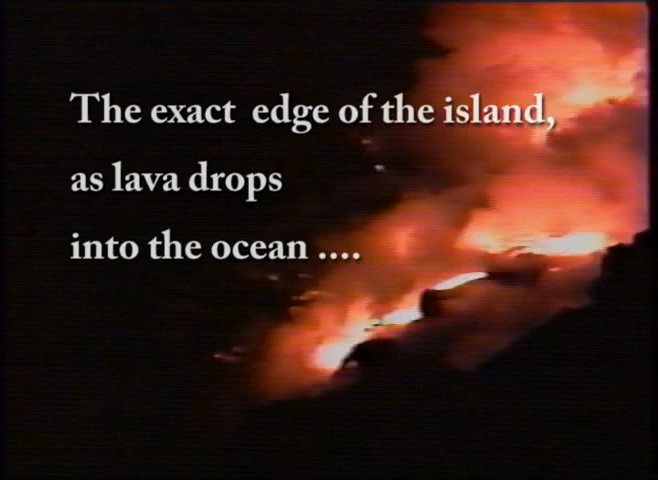 The exact  edge of the island,
as lava drops
into the ocean ....